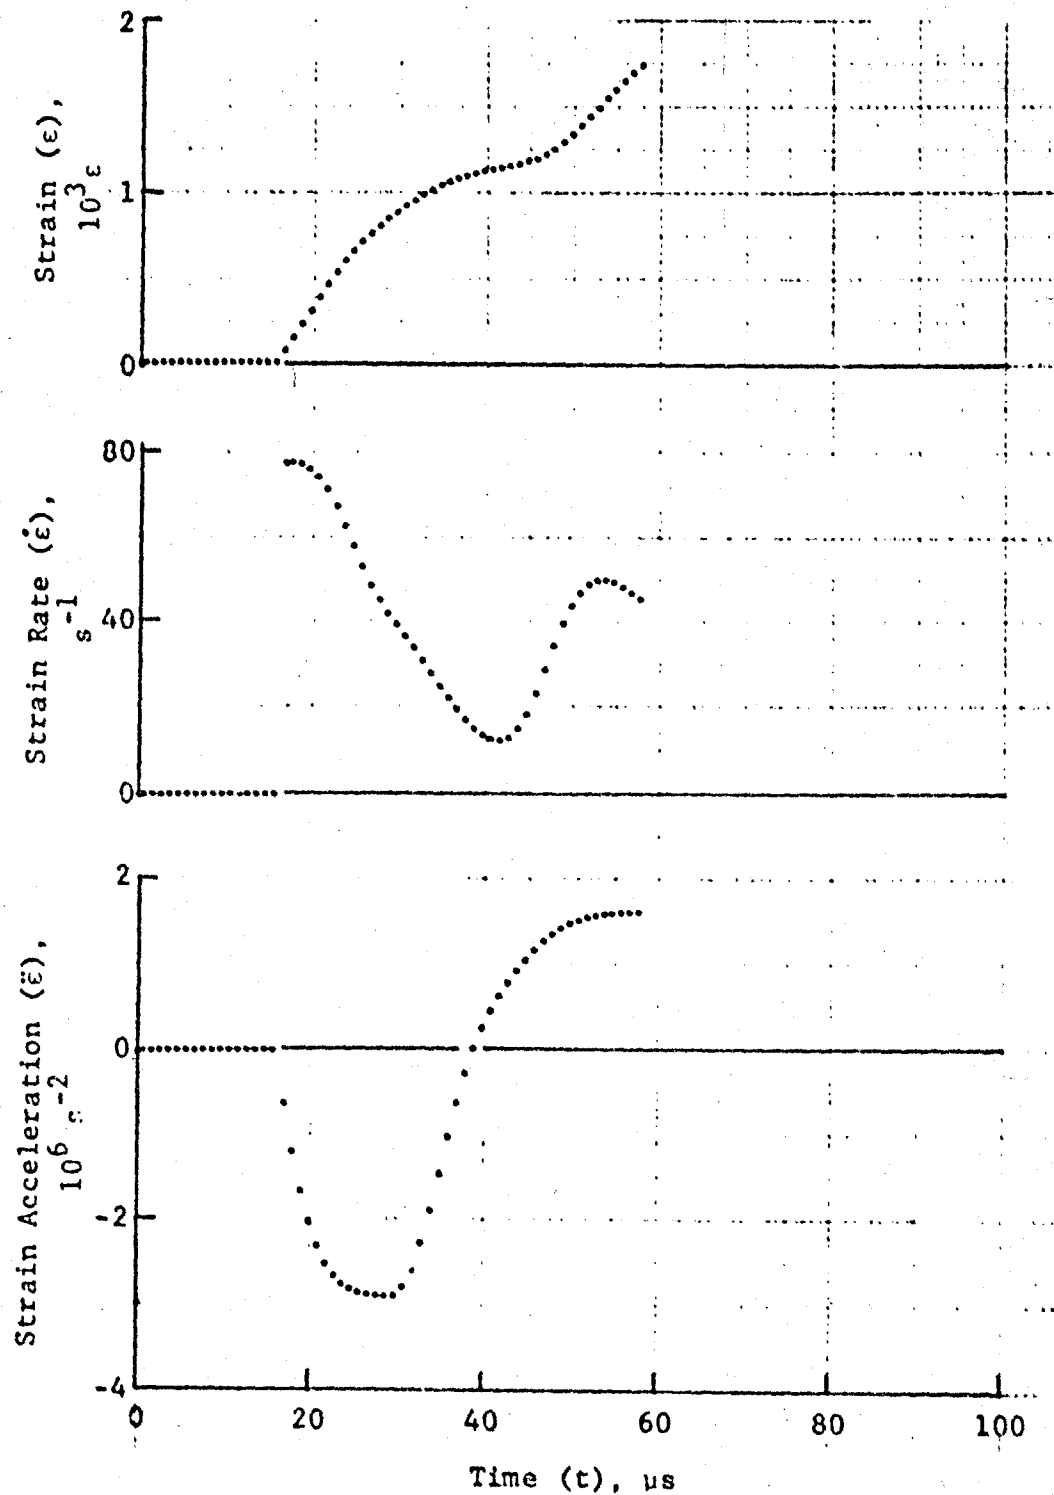 Strain (ε),
10³ε
2
1
0
Strain Rate (ε̇),
s⁻¹
80
40
0
Strain Acceleration (ε̈),
10⁶ s⁻²
2
0
-2
-4
0 20 40 60 80 100
Time (t), μs